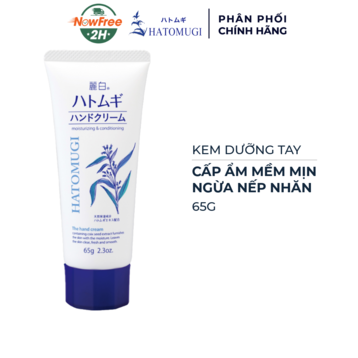 NowFree
·2H·
ハトムギ
HATOMUGI
PHÂN PHỐI
CHÍNH HÃNG
麗白®
ハトムギ
ハンドクリーム
moisturizing & conditioning
HATOMUGI
The hand cream
65g 2.3oz.
KEM DƯỠNG TAY
CẤP ẨM MỀM MỊN
NGỪA NẾP NHĂN
65G